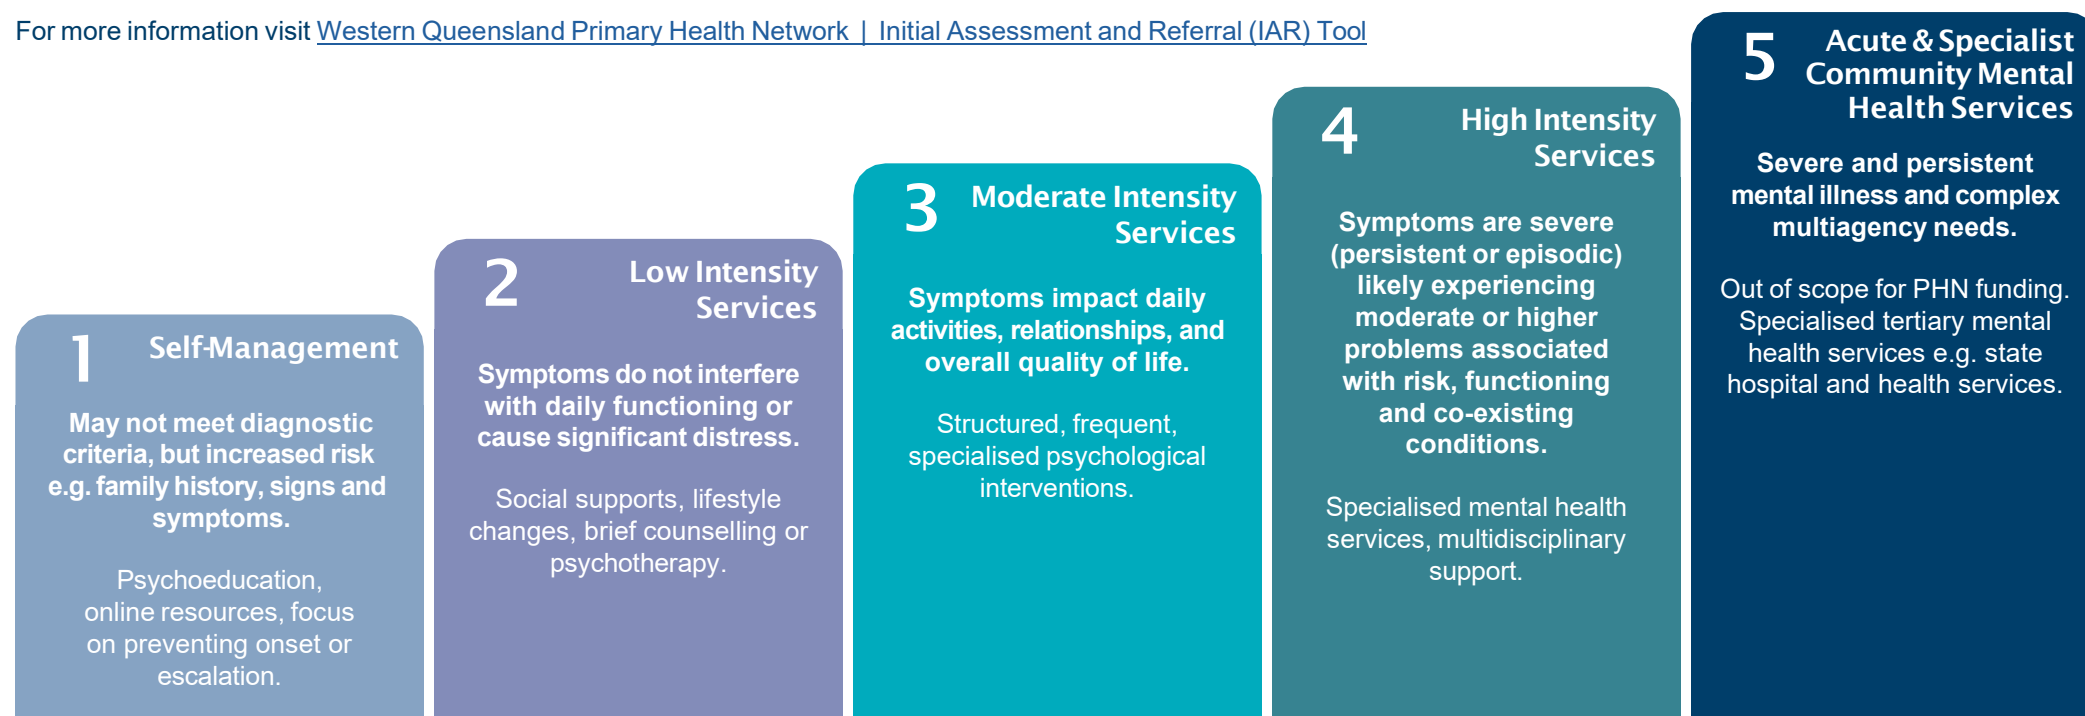 For more information visit Western Queensland Primary Health Network | Initial Assessment and Referral (IAR) Tool
1
Self-Management
May not meet diagnostic
criteria, but increased risk
e.g. family history, signs and
symptoms.
Psychoeducation,
online resources, focus
on preventing onset or
escalation.
2
Low Intensity
Services
Symptoms do not interfere
with daily functioning or
cause significant distress.
Social supports, lifestyle
changes, brief counselling or
psychotherapy.
3
Moderate Intensity
Services
Symptoms impact daily
activities, relationships, and
overall quality of life.
Structured, frequent,
specialised psychological
interventions.
4
High Intensity
Services
Symptoms are severe
(persistent or episodic)
likely experiencing
moderate or higher
problems associated
with risk, functioning
and co-existing
conditions.
Specialised mental health
services, multidisciplinary
support.
5
Acute & Specialist
Community Mental
Health Services
Severe and persistent
mental illness and complex
multiagency needs.
Out of scope for PHN funding.
Specialised tertiary mental
health services e.g. state
hospital and health services.